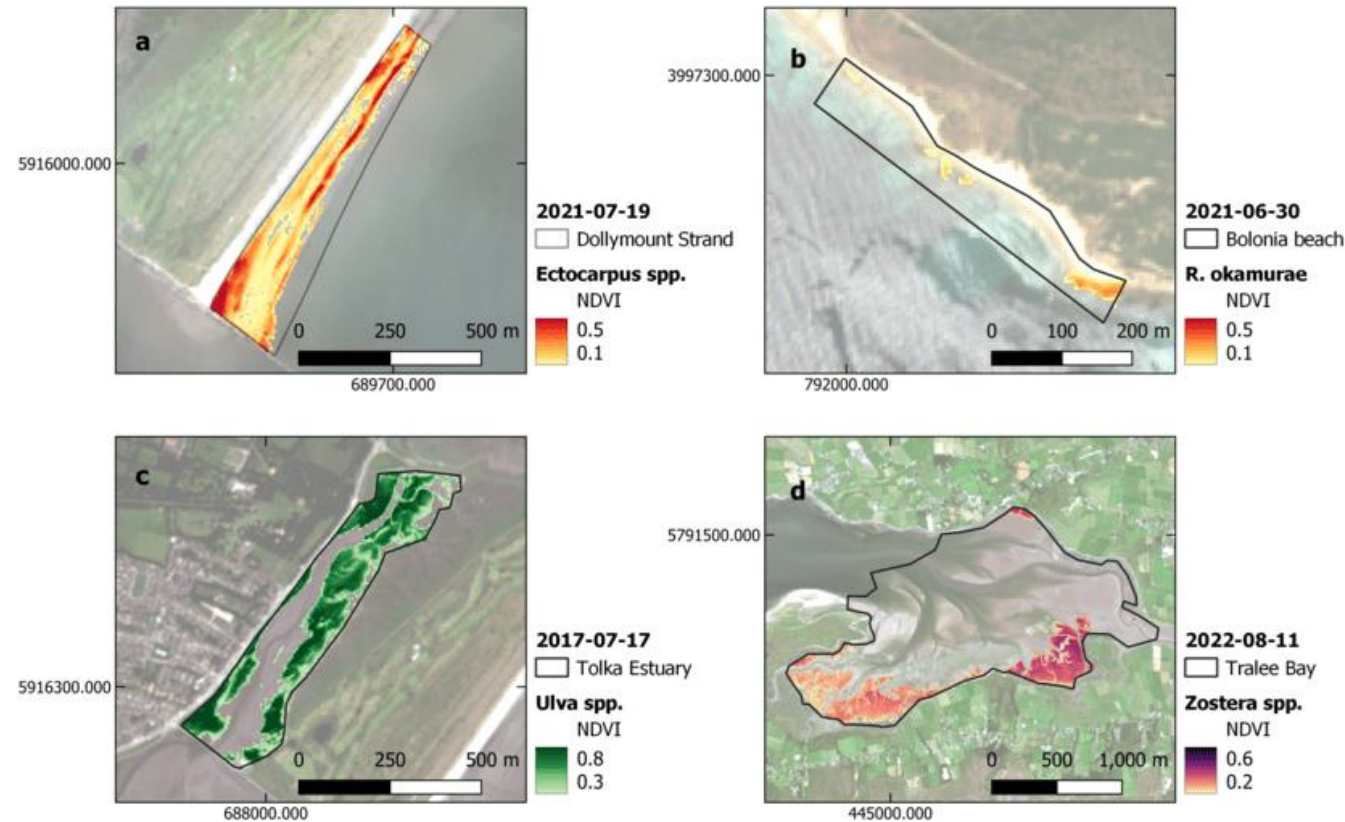 a
5916000.000
689700.000
0 250 500 m
2021-07-19
Dollymount Strand
Ectocarpus spp.
NDVI
0.5
0.1
b
3997300.000
792000.000
0 100 200 m
2021-06-30
Bolonia beach
R. okamurae
NDVI
0.5
0.1
c
5916300.000
688000.000
0 250 500 m
2017-07-17
Tolka Estuary
Ulva spp.
NDVI
0.8
0.3
d
5791500.000
445000.000
0 500 1,000 m
2022-08-11
Tralee Bay
Zostera spp.
NDVI
0.6
0.2